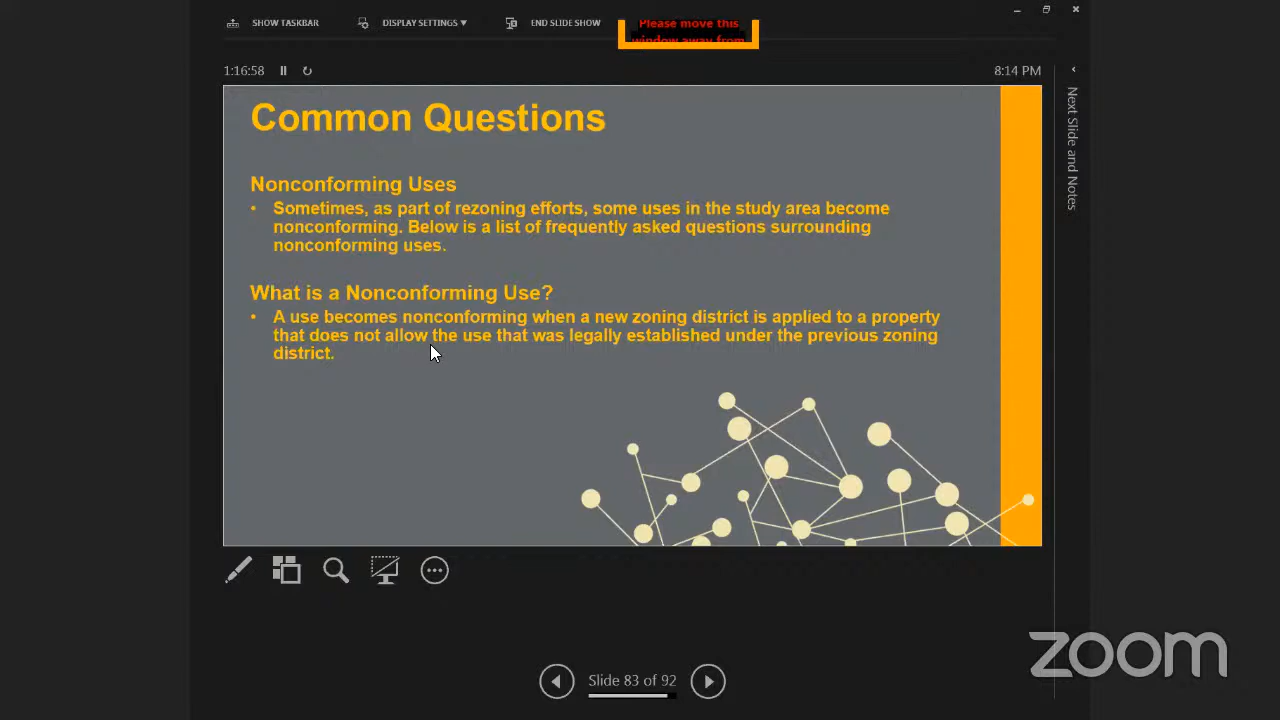 SHOW TASKBAR
DISPLAY SETTINGS ▾
END SLIDE SHOW
Please move this
window away from
1:16:58
8:14 PM
Common Questions
Nonconforming Uses
• Sometimes, as part of rezoning efforts, some uses in the study area become
nonconforming. Below is a list of frequently asked questions surrounding
nonconforming uses.
What is a Nonconforming Use?
• A use becomes nonconforming when a new zoning district is applied to a property
that does not allow the use that was legally established under the previous zoning
district.
Next Slide and Notes
Slide 83 of 92
zoom